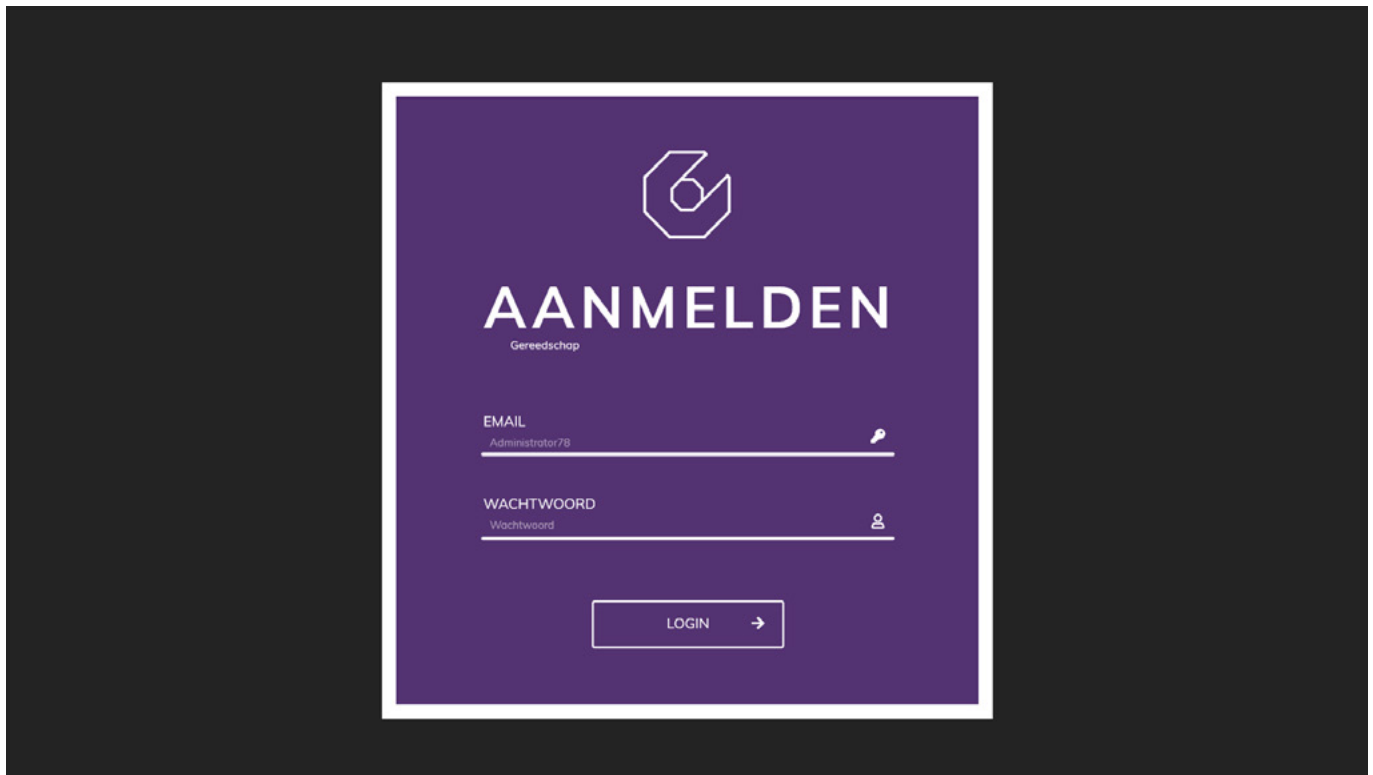 AANMELDEN
Gereedschap
EMAIL
Administrator78
WACHTWOORD
Wachtwoord
LOGIN